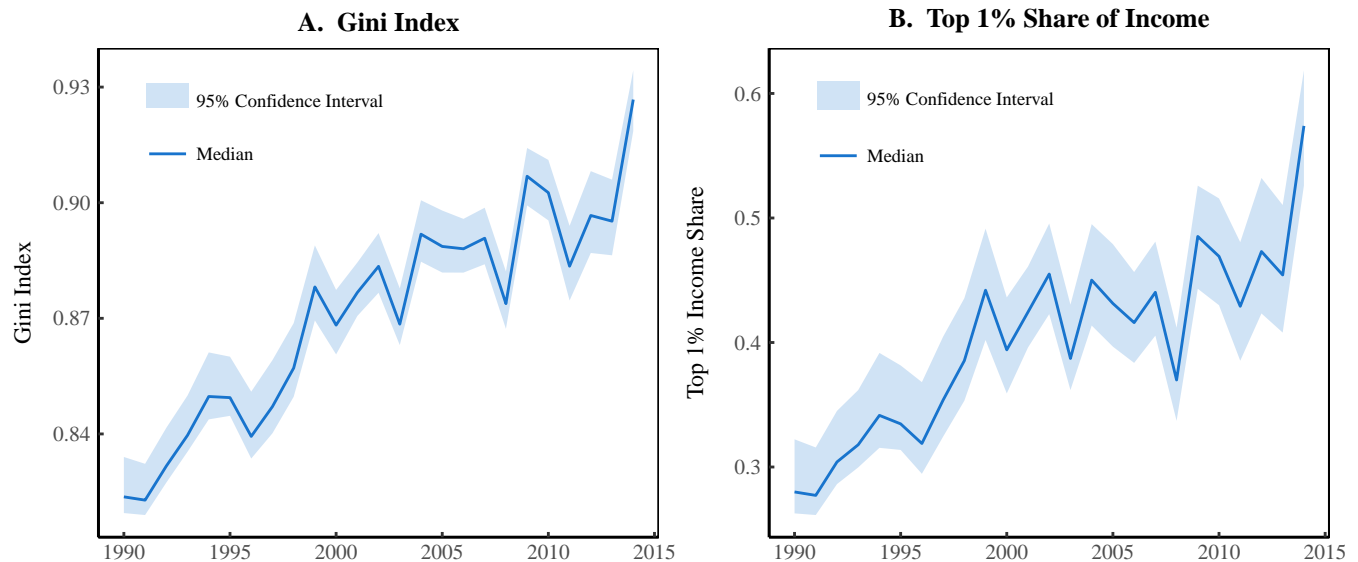 A. Gini Index
Gini Index
0.93
0.90
0.87
0.84
95% Confidence Interval
Median
1990
1995
2000
2005
2010
2015
B. Top 1% Share of Income
Top 1% Income Share
0.6
0.5
0.4
0.3
95% Confidence Interval
Median
1990
1995
2000
2005
2010
2015